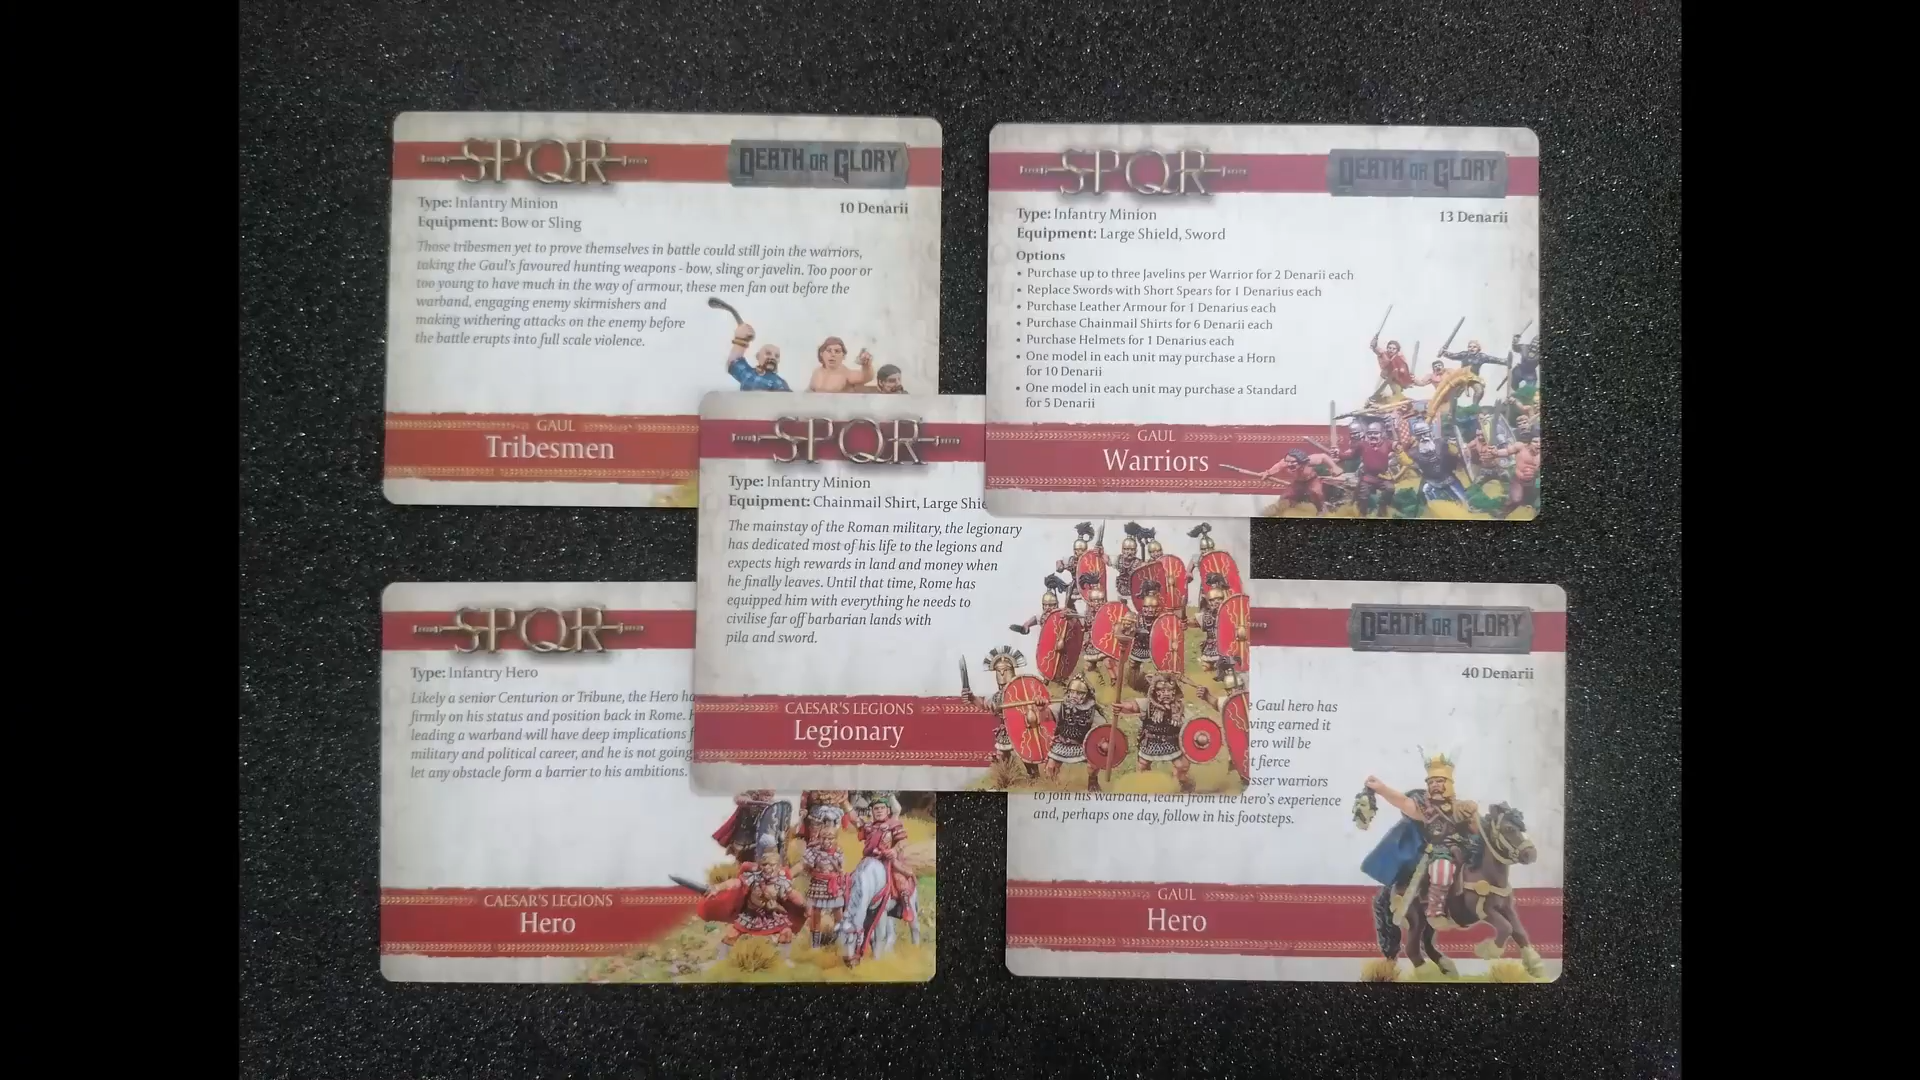 SPQR
DEATH OR GLORY
Type: Infantry Minion
10 Denarii
Equipment: Bow or Sling
Those tribesmen yet to prove themselves in battle could still join the warriors,
taking the Gaul's favoured hunting weapons - bow, sling or javelin. Too poor or
too young to have much in the way of armour, these men fan out before the
warband, engaging enemy skirmishers and
making withering attacks on the enemy before
the battle erupts into full scale violence.
GAUL
Tribesmen
SPQR
DEATH OR GLORY
Type: Infantry Minion
13 Denarii
Equipment: Large Shield, Sword
Options
• Purchase up to three Javelins per Warrior for 2 Denarii each
• Replace Swords with Short Spears for 1 Denarius each
• Purchase Leather Armour for 1 Denarius each
• Purchase Chainmail Shirts for 6 Denarii each
• Purchase Helmets for 1 Denarius each
• One model in each unit may purchase a Horn
for 10 Denarii
• One model in each unit may purchase a Standard
for 5 Denarii
GAUL
Warriors
SPQR
Type: Infantry Minion
Equipment: Chainmail Shirt, Large Shie
The mainstay of the Roman military, the legionary
has dedicated most of his life to the legions and
expects high rewards in land and money when
he finally leaves. Until that time, Rome has
equipped him with everything he needs to
civilise far off barbarian lands with
pila and sword.
CAESAR'S LEGIONS
Legionary
SPQR
Type: Infantry Hero
Likely a senior Centurion or Tribune, the Hero ha
firmly on his status and position back in Rome.
leading a warband will have deep implications f
military and political career, and he is not going
let any obstacle form a barrier to his ambitions.
CAESAR'S LEGIONS
Hero
DEATH OR GLORY
40 Denarii
e Gaul hero has
ving earned it
ero will be
t fierce
sser warriors
to join his warband, learn from the hero's experience
and, perhaps one day, follow in his footsteps.
GAUL
Hero